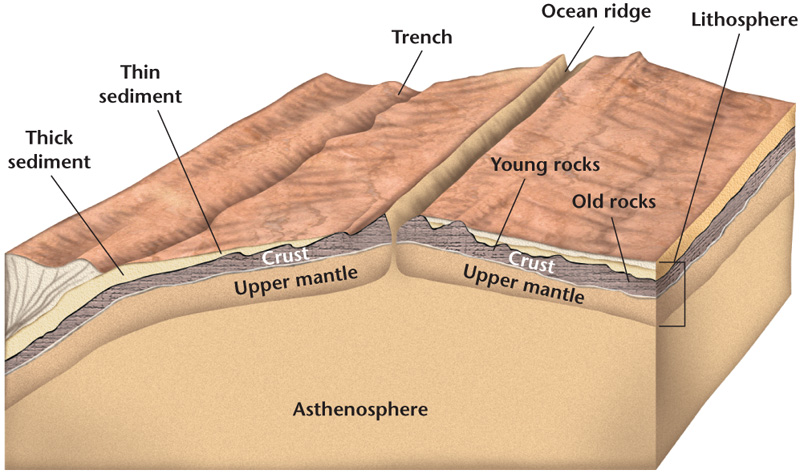 Ocean ridge
Lithosphere
Trench
Thin
sediment
Thick
sediment
Young rocks
Old rocks
Crust
Crust
Upper mantle
Upper mantle
Asthenosphere